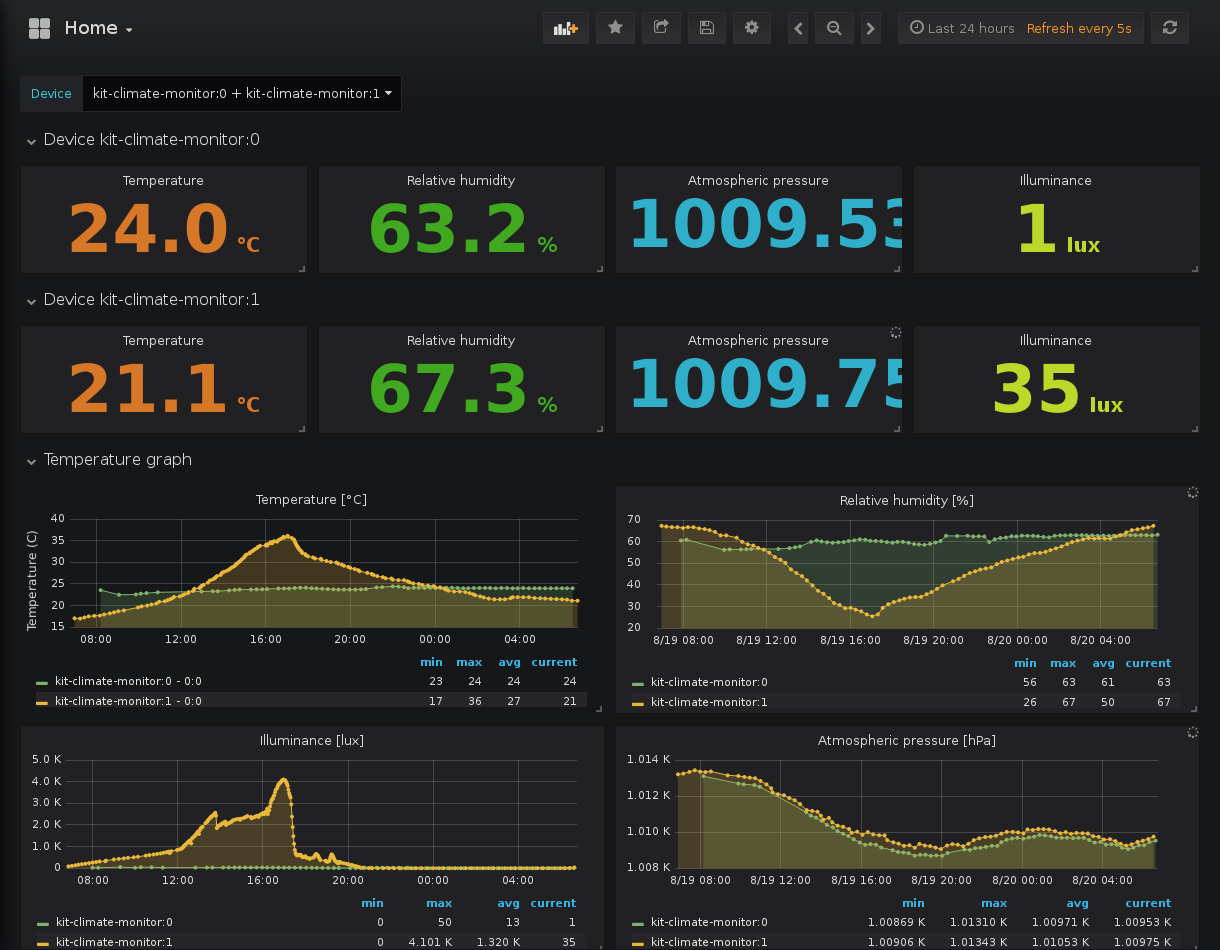 Home
Last 24 hours Refresh every 5s
Device kit-climate-monitor:0 + kit-climate-monitor:1
Device kit-climate-monitor:0
Temperature Relative humidity Atmospheric pressure Illuminance
24.0 °C 63.2 % 1009.53 1 lux
Device kit-climate-monitor:1
Temperature Relative humidity Atmospheric pressure Illuminance
21.1 °C 67.3 % 1009.75 35 lux
Temperature graph
Temperature [°C]
Temperature (C)
40
35
30
25
20
15
08:00 12:00 16:00 20:00 00:00 04:00
min max avg current
kit-climate-monitor:0 - 0:0 23 24 24 24
kit-climate-monitor:1 - 0:0 17 36 27 21
Relative humidity [%]
70
60
50
40
30
20
8/19 08:00 8/19 12:00 8/19 16:00 8/19 20:00 8/20 00:00 8/20 04:00
min max avg current
kit-climate-monitor:0 56 63 61 63
kit-climate-monitor:1 26 67 50 67
Illuminance [lux]
5.0 K
4.0 K
3.0 K
2.0 K
1.0 K
0
08:00 12:00 16:00 20:00 00:00 04:00
min max avg current
kit-climate-monitor:0 0 50 13 1
kit-climate-monitor:1 0 4.101 K 1.320 K 35
Atmospheric pressure [hPa]
1.014 K
1.012 K
1.010 K
1.008 K
8/19 08:00 8/19 12:00 8/19 16:00 8/19 20:00 8/20 00:00 8/20 04:00
min max avg current
kit-climate-monitor:0 1.00869 K 1.01310 K 1.00971 K 1.00953 K
kit-climate-monitor:1 1.00906 K 1.01343 K 1.01053 K 1.00975 K